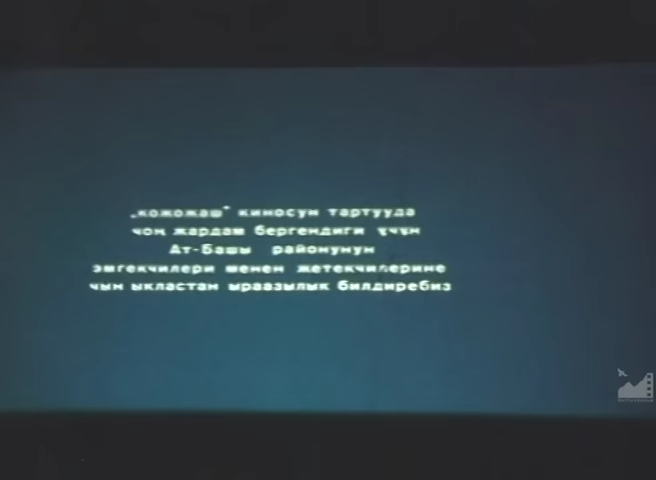 „кожожаш" киносун тартууда
чоң жардам бергендиги үчүн
Ат-Башы районунун
эмгекчилери менен жетекчилерине
чын ыкластан ыраазылык билдиребиз